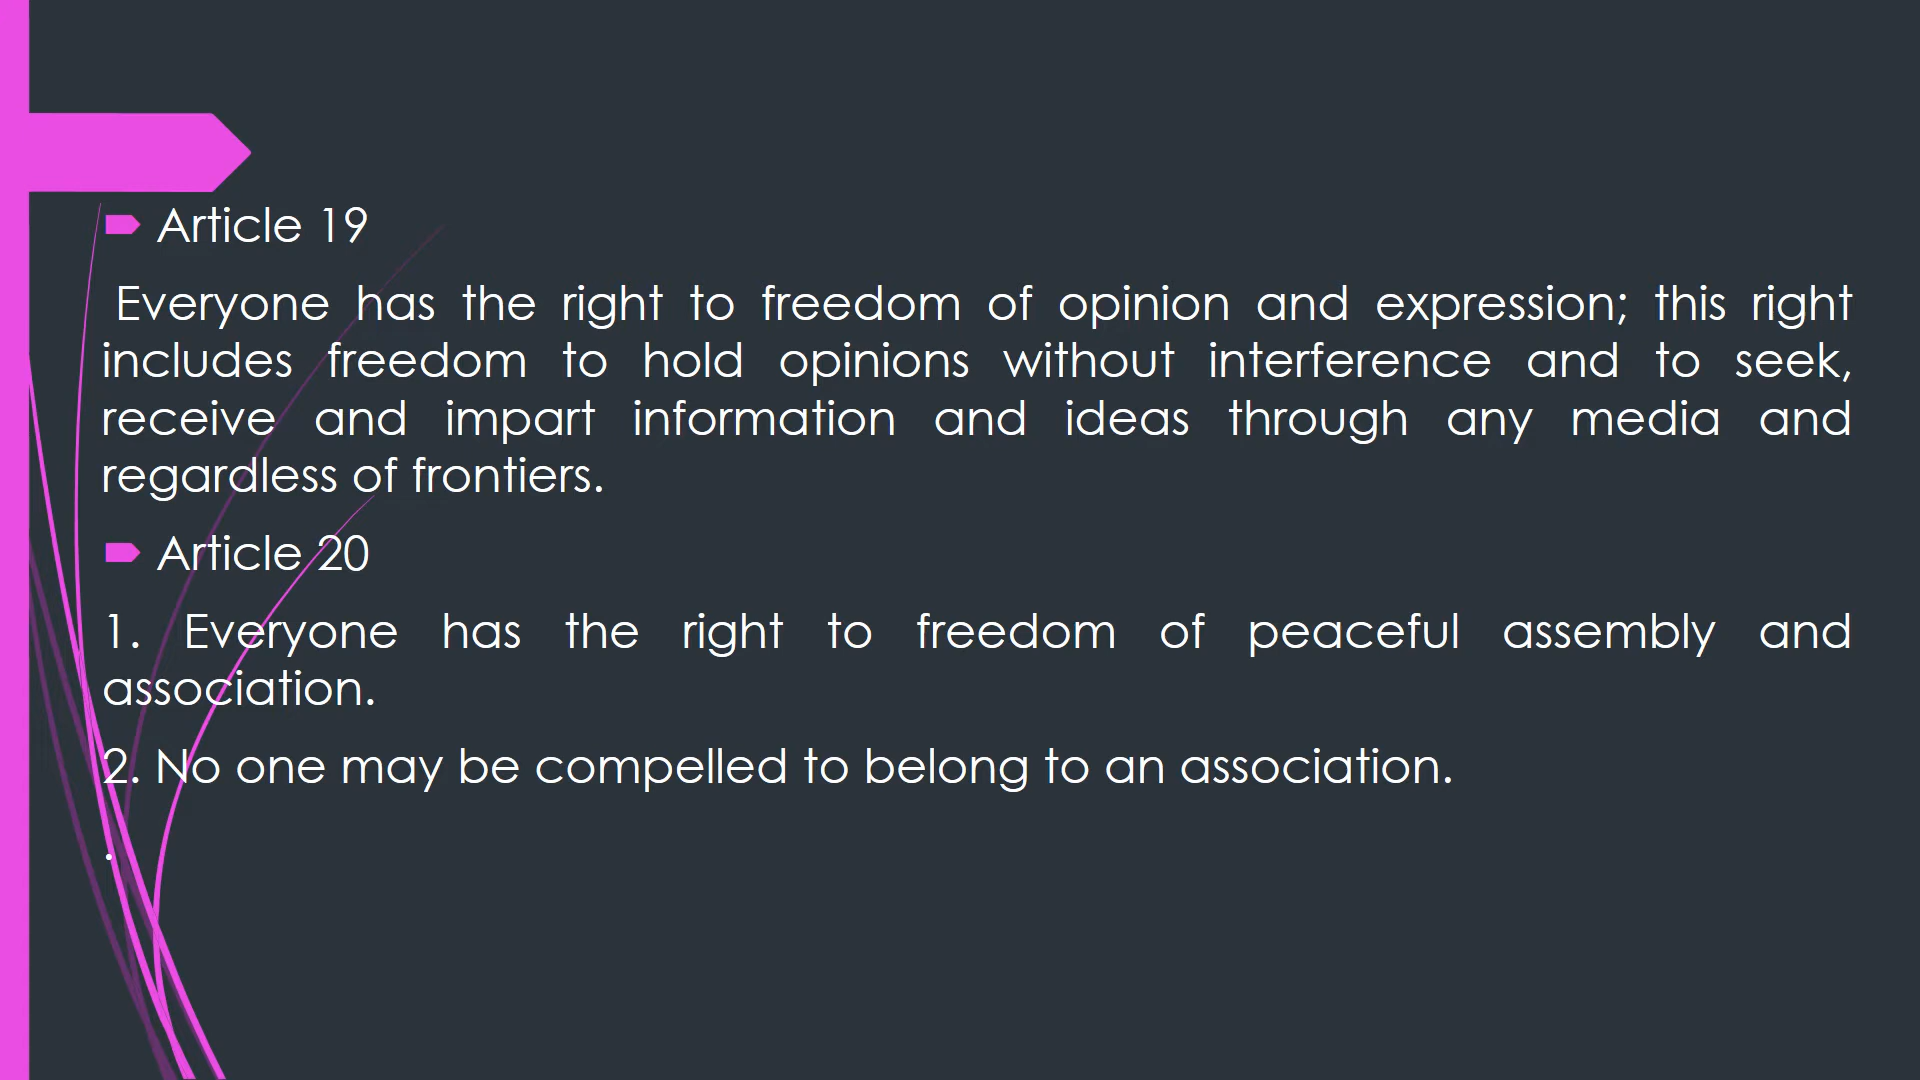 Article 19
Everyone has the right to freedom of opinion and expression; this right
includes freedom to hold opinions without interference and to seek,
receive and impart information and ideas through any media and
regardless of frontiers.
Article 20
1. Everyone has the right to freedom of peaceful assembly and
association.
2. No one may be compelled to belong to an association.
.